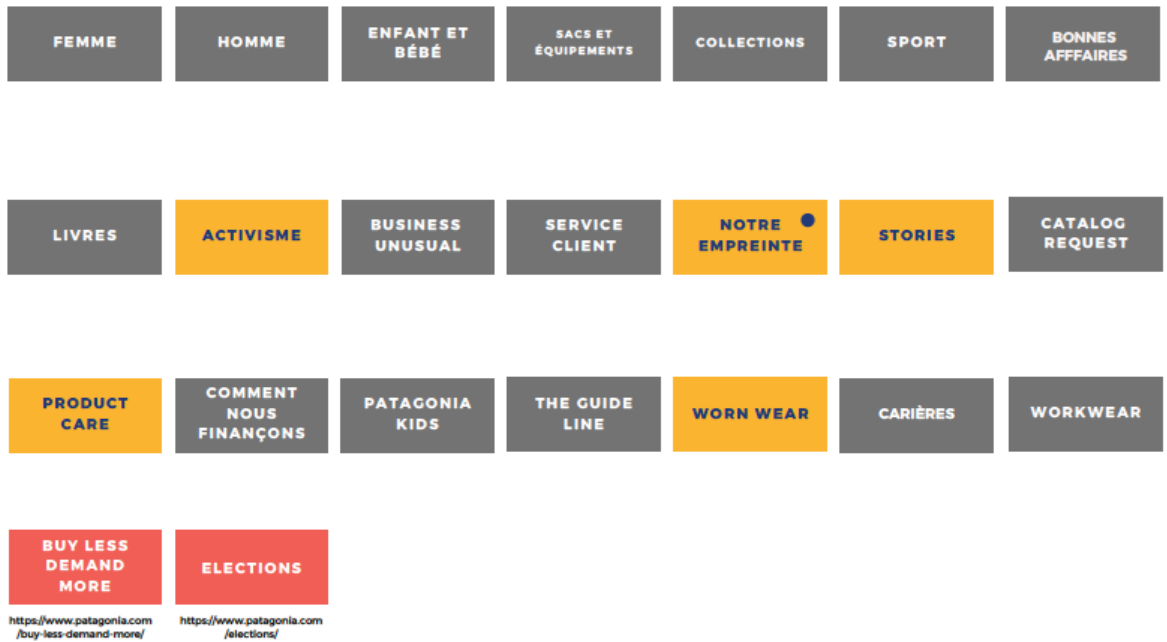 FEMME
HOMME
ENFANT ET
BÉBÉ
SACS ET
ÉQUIPEMENTS
COLLECTIONS
SPORT
BONNES
AFFFAIRES
LIVRES
ACTIVISME
BUSINESS
UNUSUAL
SERVICE
CLIENT
NOTRE
EMPREINTE
STORIES
CATALOG
REQUEST
PRODUCT
CARE
COMMENT
NOUS
FINANÇONS
PATAGONIA
KIDS
THE GUIDE
LINE
WORN WEAR
CARIÈRES
WORKWEAR
BUY LESS
DEMAND
MORE
ELECTIONS
https://www.patagonia.com
/buy-less-demand-more/
https://www.patagonia.com
/elections/